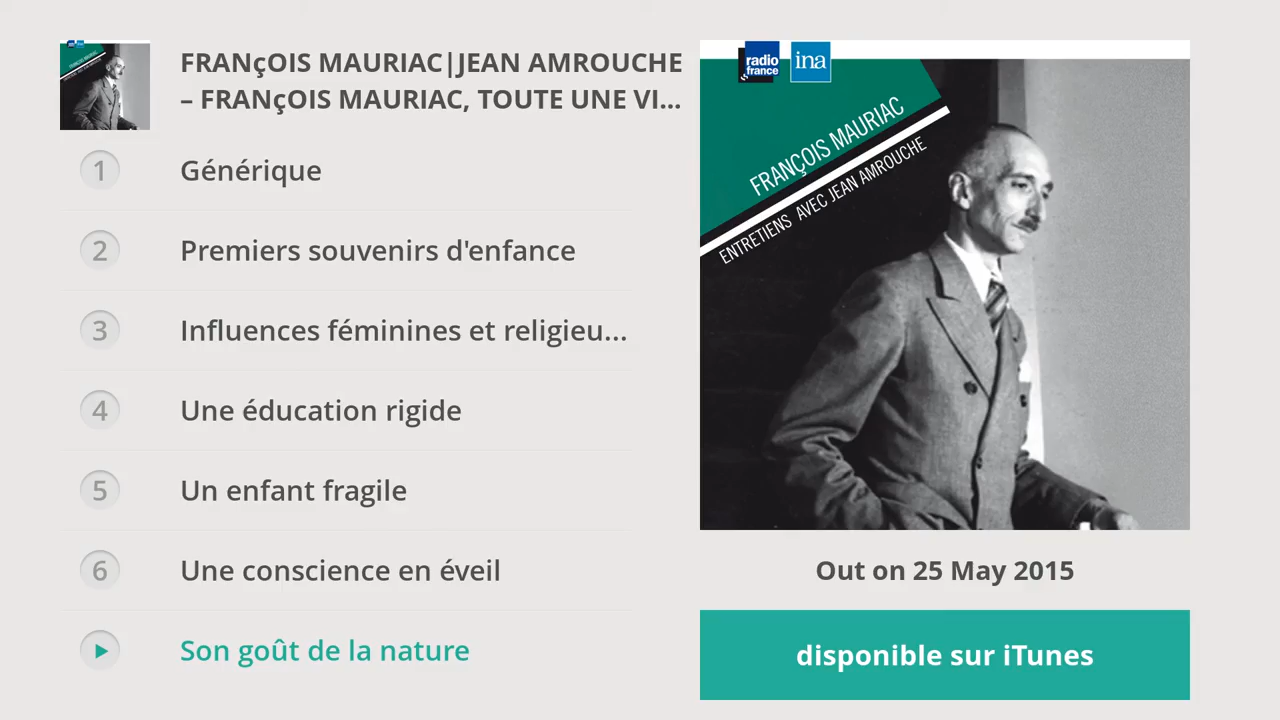 FRANçOIS MAURIAC|JEAN AMROUCHE
– FRANçOIS MAURIAC, TOUTE UNE VI...
1 Générique
2 Premiers souvenirs d'enfance
3 Influences féminines et religieu...
4 Une éducation rigide
5 Un enfant fragile
6 Une conscience en éveil
Son goût de la nature
radio
france
ina
FRANÇOIS MAURIAC
ENTRETIENS AVEC JEAN AMROUCHE
Out on 25 May 2015
disponible sur iTunes